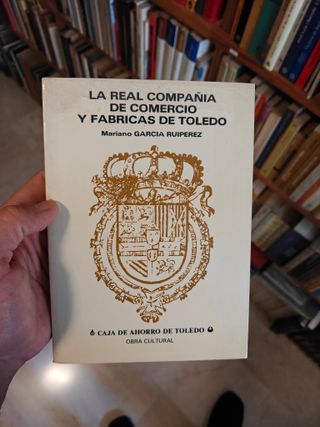 LA REAL COMPAÑIA
DE COMERCIO
Y FABRICAS DE TOLEDO
Mariano GARCIA RUIPEREZ
CAJA DE AHORRO DE TOLEDO
OBRA CULTURAL